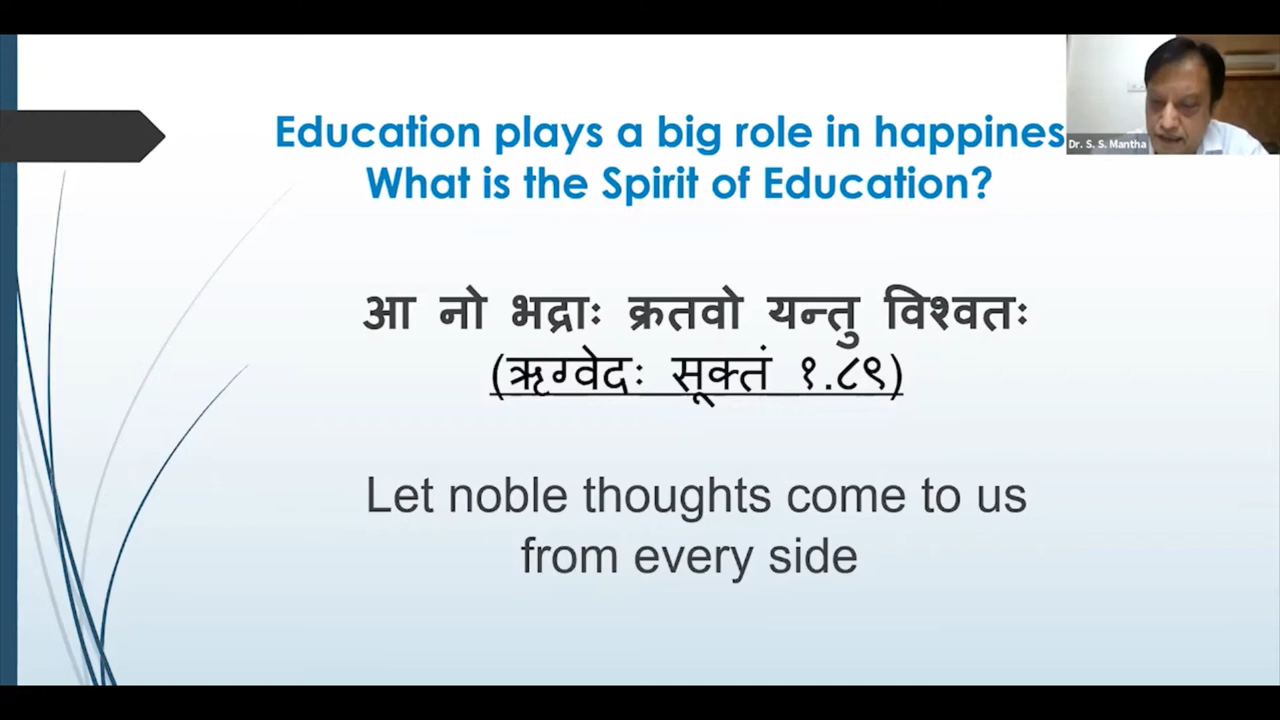 Education plays a big role in happines
What is the Spirit of Education?
आ नो भद्राः क्रतवो यन्तु विश्वतः
(ऋग्वेदः सूक्तं १.८९)
Let noble thoughts come to us
from every side
Dr. S. S. Mantha